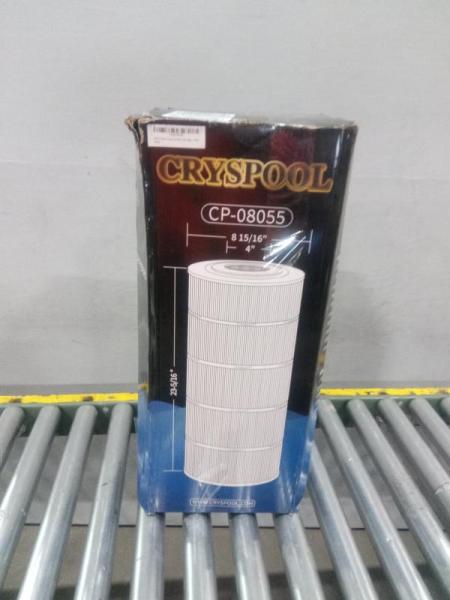 CRYSPOOL
CP-08055
8 15/16"
4"
23-5/16"
WWW.CRYSPOOL.COM